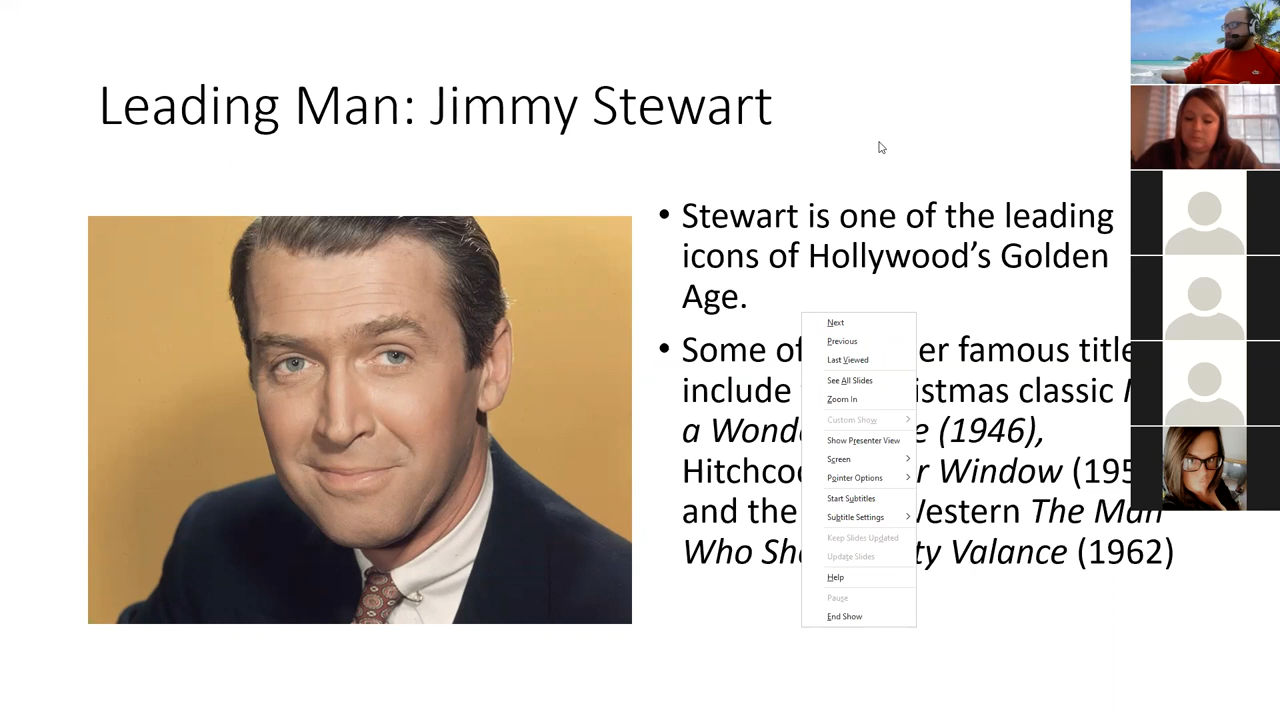 Leading Man: Jimmy Stewart
Stewart is one of the leading
icons of Hollywood's Golden
Age.
Some of er famous title
include istmas classic
a Wond e (1946),
Hitchcoc r Window (195
and the Western The Man
Who Sho ty Valance (1962)
Next
Previous
Last Viewed
See All Slides
Zoom In
Custom Show
Show Presenter View
Screen
Pointer Options
Start Subtitles
Subtitle Settings
Keep Slides Updated
Update Slides
Help
Pause
End Show